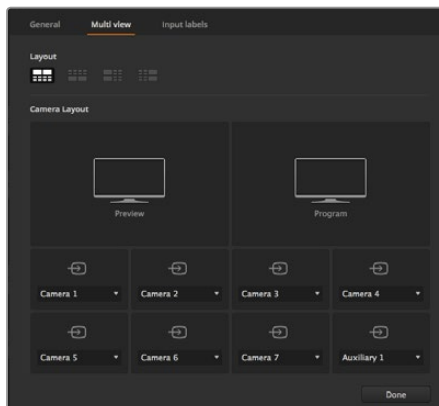 General Multi view Input labels
Layout
Camera Layout
Preview Program
Camera 1 Camera 2 Camera 3 Camera 4
Camera 5 Camera 6 Camera 7 Auxiliary 1
Done